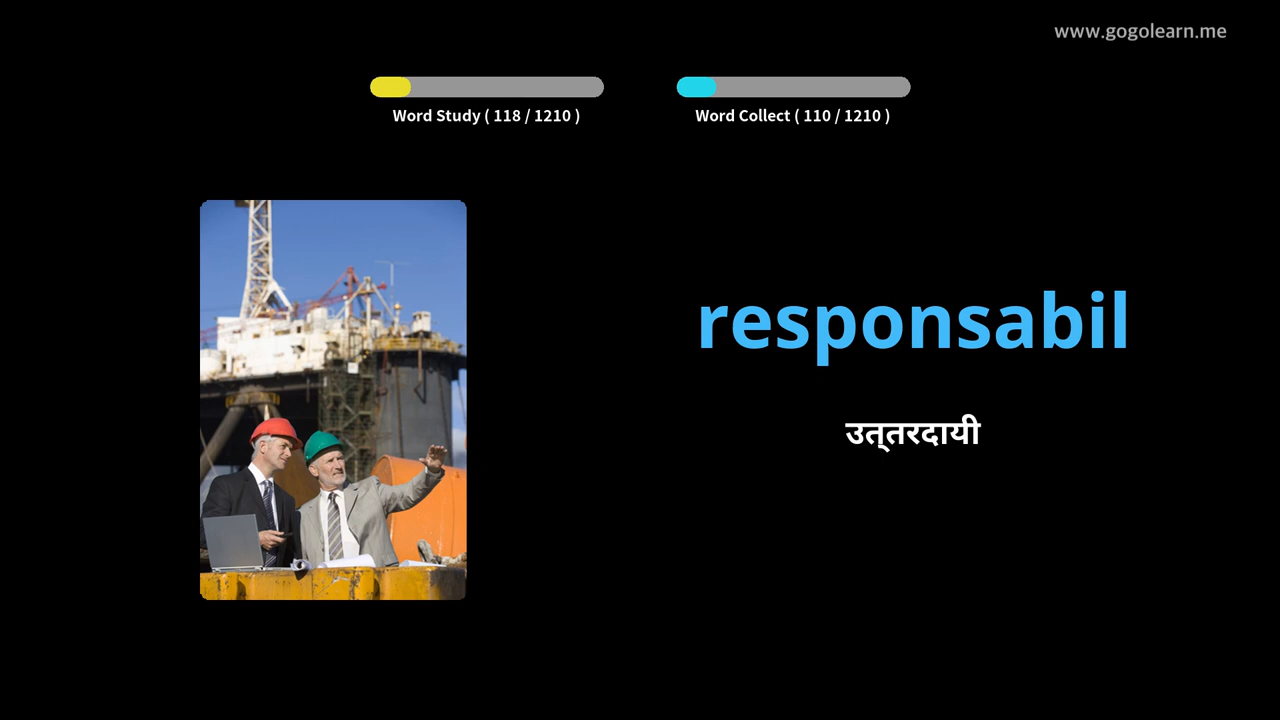 www.gogolearn.me
Word Study ( 118 / 1210 )
Word Collect ( 110 / 1210 )
responsabil
उत्तरदायी